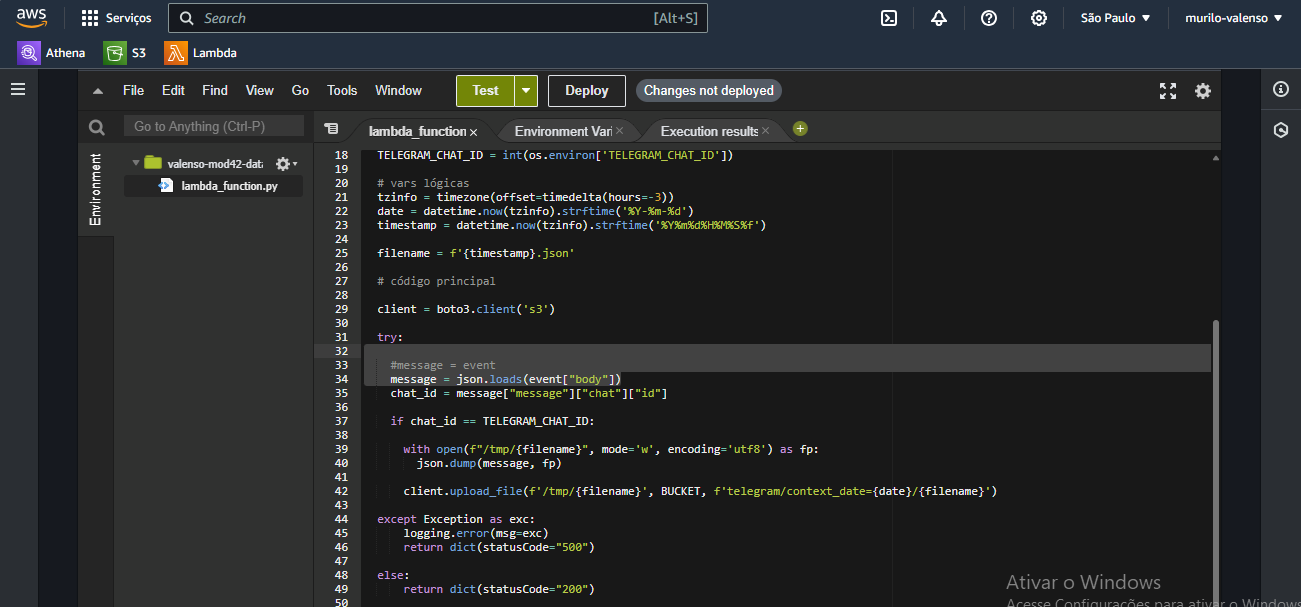 aws
Serviços
Search
[Alt+S]
São Paulo
murilo-valenso
Athena
S3
Lambda
File
Edit
Find
View
Go
Tools
Window
Test
Deploy
Changes not deployed
Go to Anything (Ctrl-P)
lambda_function
Environment Vari
Execution results
Environment
valenso-mod42-data
lambda_function.py
18 TELEGRAM_CHAT_ID = int(os.environ['TELEGRAM_CHAT_ID'])
19
20 # vars lógicas
21 tzinfo = timezone(offset=timedelta(hours=-3))
22 date = datetime.now(tzinfo).strftime('%Y-%m-%d')
23 timestamp = datetime.now(tzinfo).strftime('%Y%m%d%H%M%S%f')
24
25 filename = f'{timestamp}.json'
26
27 # código principal
28
29 client = boto3.client('s3')
30
31 try:
32
33 #message = event
34 message = json.loads(event["body"])
35 chat_id = message["message"]["chat"]["id"]
36
37 if chat_id == TELEGRAM_CHAT_ID:
38
39 with open(f"/tmp/{filename}", mode='w', encoding='utf8') as fp:
40 json.dump(message, fp)
41
42 client.upload_file(f'/tmp/{filename}', BUCKET, f'telegram/context_date={date}/{filename}')
43
44 except Exception as exc:
45 logging.error(msg=exc)
46 return dict(statusCode="500")
47
48 else:
49 return dict(statusCode="200")
50
Ativar o Windows
Acesse Configurações para ativar o Windows